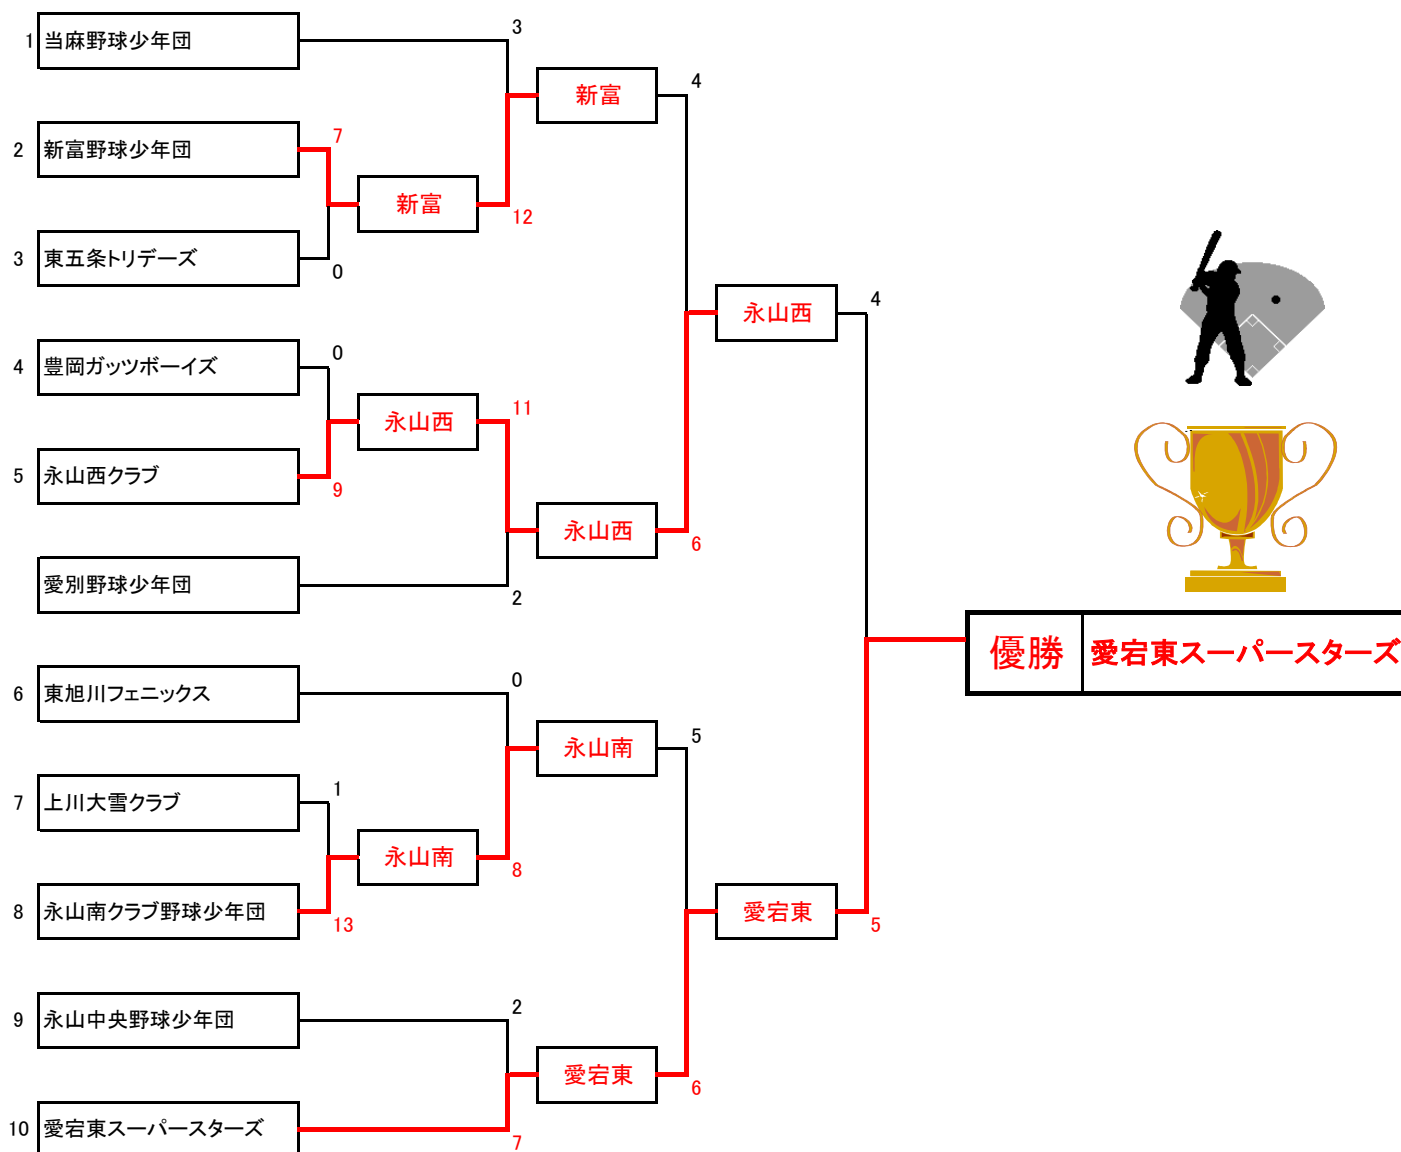 1 当麻野球少年団
3
新富
4
2 新富野球少年団
7
新富
12
3 東五条トリデーズ
0
永山西
4
4 豊岡ガッツボーイズ
0
永山西
11
5 永山西クラブ
9
永山西
6
愛別野球少年団
2
優勝 愛宕東スーパースターズ
6 東旭川フェニックス
0
永山南
5
7 上川大雪クラブ
1
永山南
8
8 永山南クラブ野球少年団
13
愛宕東
5
9 永山中央野球少年団
2
愛宕東
6
10 愛宕東スーパースターズ
7